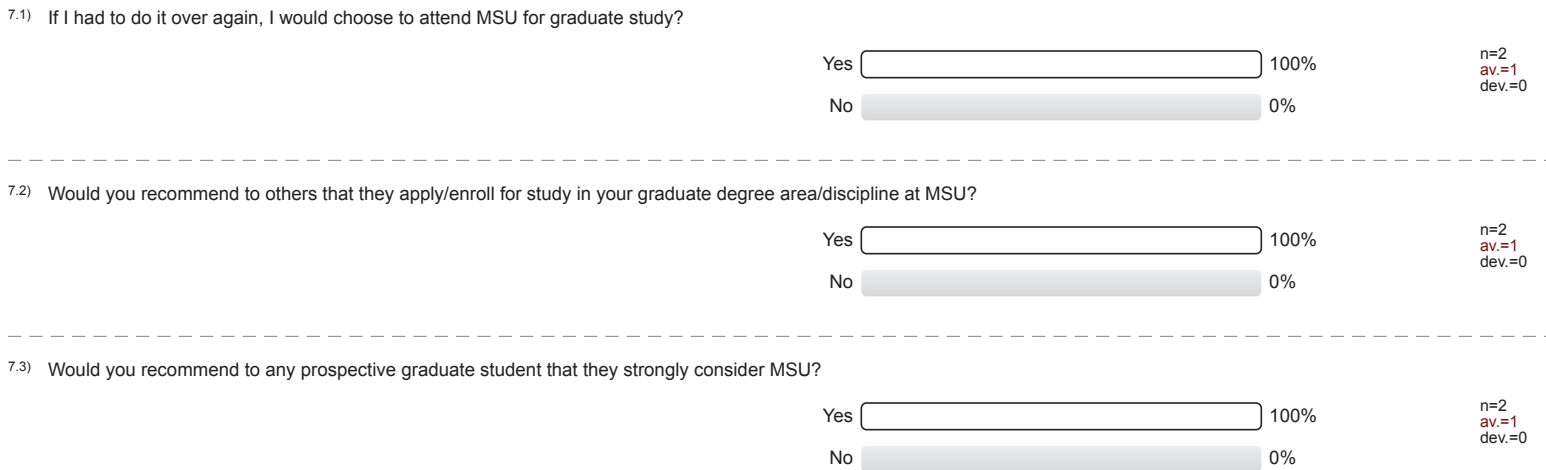 7.1) If I had to do it over again, I would choose to attend MSU for graduate study?
Yes 100%
No 0%
n=2
av.=1
dev.=0
7.2) Would you recommend to others that they apply/enroll for study in your graduate degree area/discipline at MSU?
Yes 100%
No 0%
n=2
av.=1
dev.=0
7.3) Would you recommend to any prospective graduate student that they strongly consider MSU?
Yes 100%
No 0%
n=2
av.=1
dev.=0